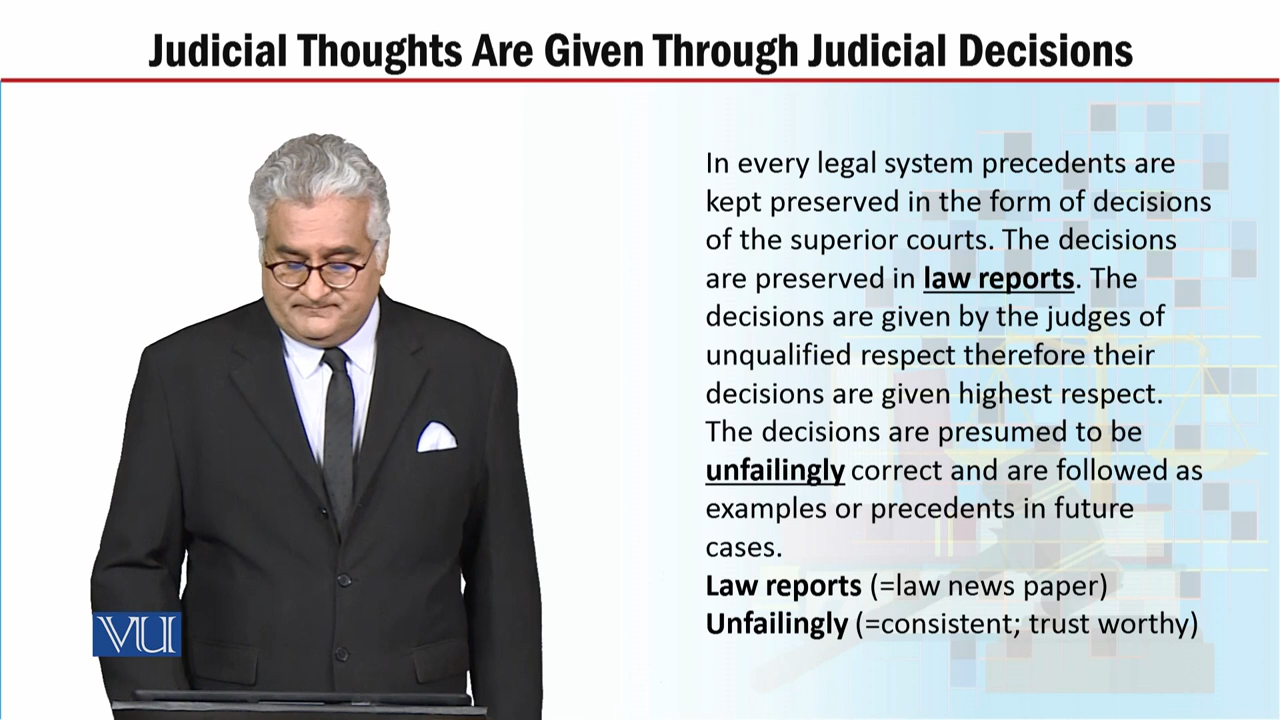 Judicial Thoughts Are Given Through Judicial Decisions
In every legal system precedents are
kept preserved in the form of decisions
of the superior courts. The decisions
are preserved in law reports. The
decisions are given by the judges of
unqualified respect therefore their
decisions are given highest respect.
The decisions are presumed to be
unfailingly correct and are followed as
examples or precedents in future
cases.
Law reports (=law news paper)
Unfailingly (=consistent; trust worthy)
VU